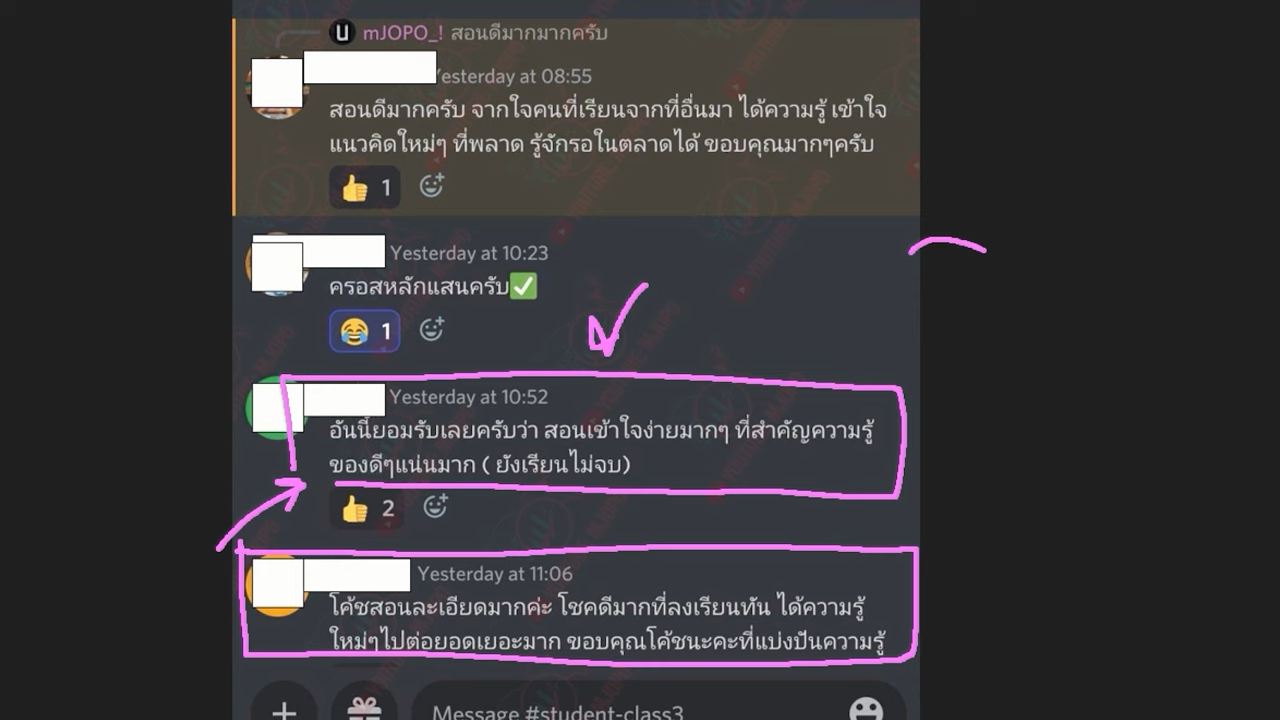 U mJOPO_! สอนดีมากมากครับ
Yesterday at 08:55
สอนดีมากครับ จากใจคนที่เรียนจากที่อื่นมา ได้ความรู้ เข้าใจ
แนวคิดใหม่ๆ ที่พลาด รู้จักรอในตลาดได้ ขอบคุณมากๆครับ
👍 1
Yesterday at 10:23
ครอสหลักแสนครับ✅
😂 1
Yesterday at 10:52
อันนี้ยอมรับเลยครับว่า สอนเข้าใจง่ายมากๆ ที่สำคัญความรู้
ของดีๆแน่นมาก ( ยังเรียนไม่จบ)
👍 2
Yesterday at 11:06
โค้ชสอนละเอียดมากค่ะ โชคดีมากที่ลงเรียนทัน ได้ความรู้
ใหม่ๆไปต่อยอดเยอะมาก ขอบคุณโค้ชนะคะที่แบ่งปันความรู้
Message #student-class3